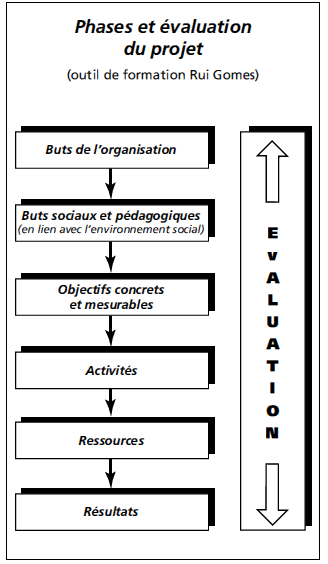 Phases et évaluation
du projet
(outil de formation Rui Gomes)
Buts de l'organisation
Buts sociaux et pédagogiques
(en lien avec l'environnement social)
Objectifs concrets
et mesurables
Activités
Ressources
Résultats
EvALUATION